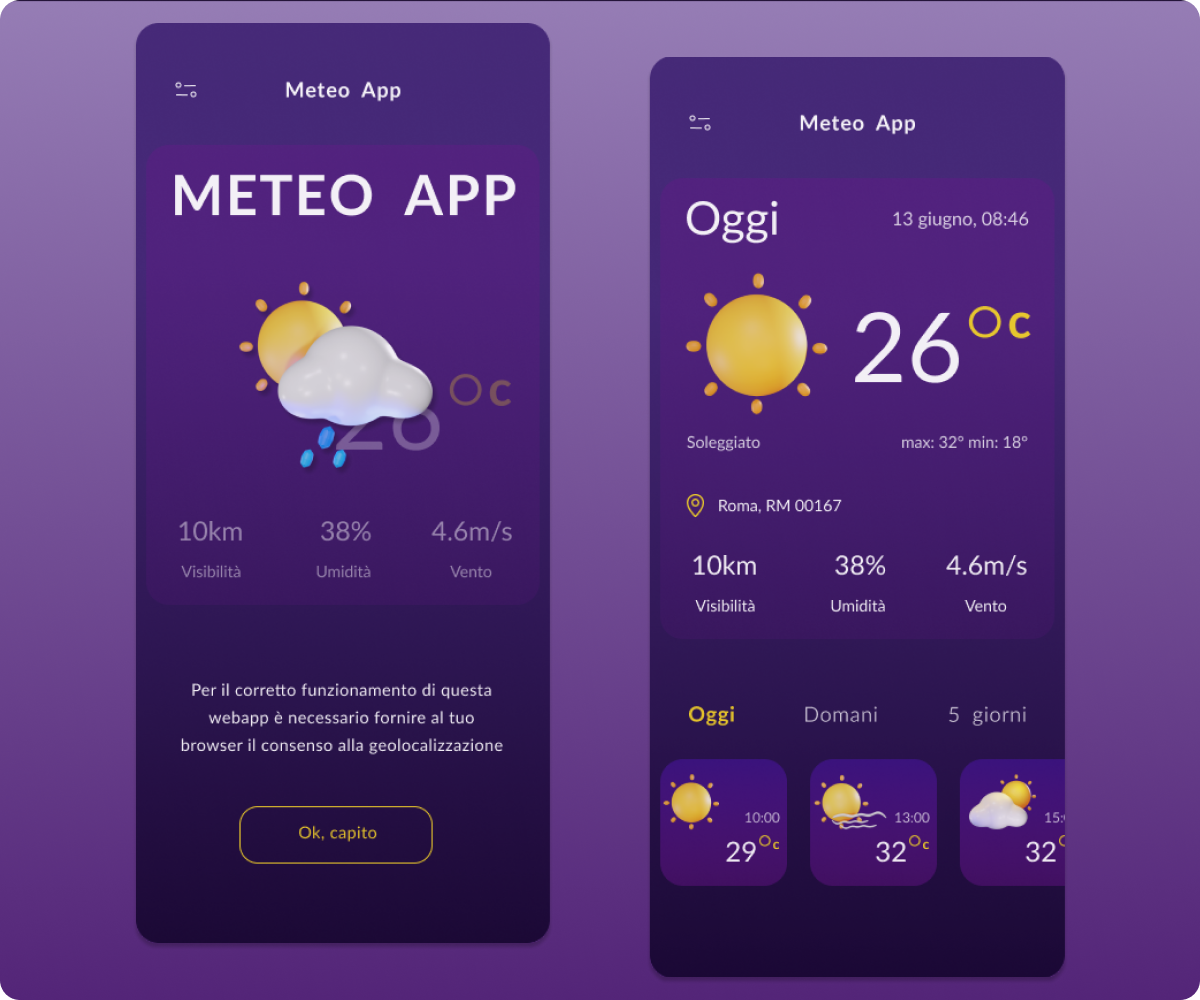 Meteo App
METEO APP
26°c
10km 38% 4.6m/s
Visibilità Umidità Vento
Per il corretto funzionamento di questa
webapp è necessario fornire al tuo
browser il consenso alla geolocalizzazione
Ok, capito
Meteo App
Oggi 13 giugno, 08:46
26°c
Soleggiato max: 32° min: 18°
Roma, RM 00167
10km 38% 4.6m/s
Visibilità Umidità Vento
Oggi Domani 5 giorni
10:00 13:00 15:
29°c 32°c 32°